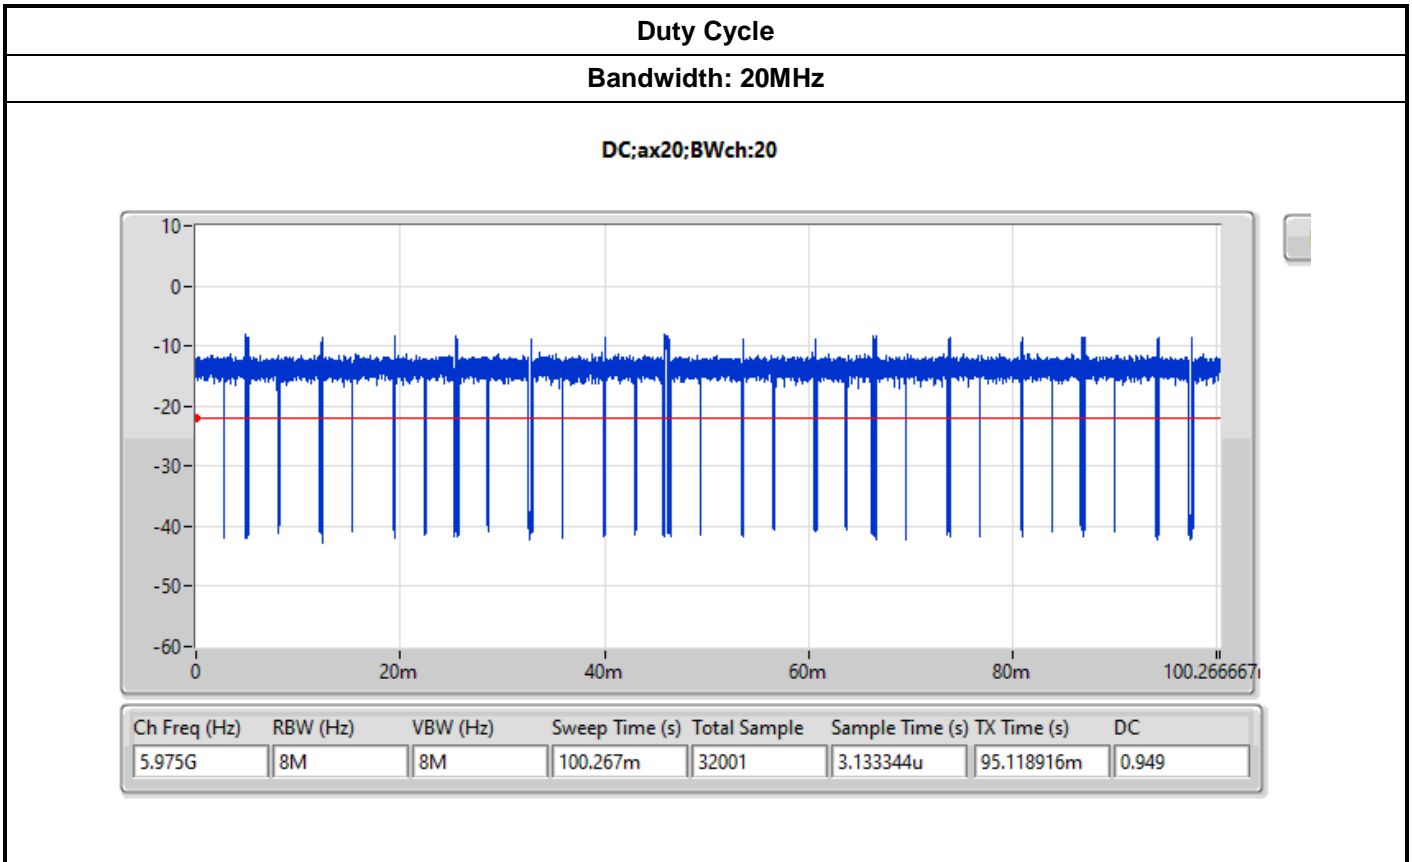 Duty Cycle
Bandwidth: 20MHz
DC;ax20;BWch:20
10
0
-10
-20
-30
-40
-50
-60
0 20m 40m 60m 80m 100.266667
Ch Freq (Hz) RBW (Hz) VBW (Hz) Sweep Time (s) Total Sample Sample Time (s) TX Time (s) DC
5.975G 8M 8M 100.267m 32001 3.133344u 95.118916m 0.949